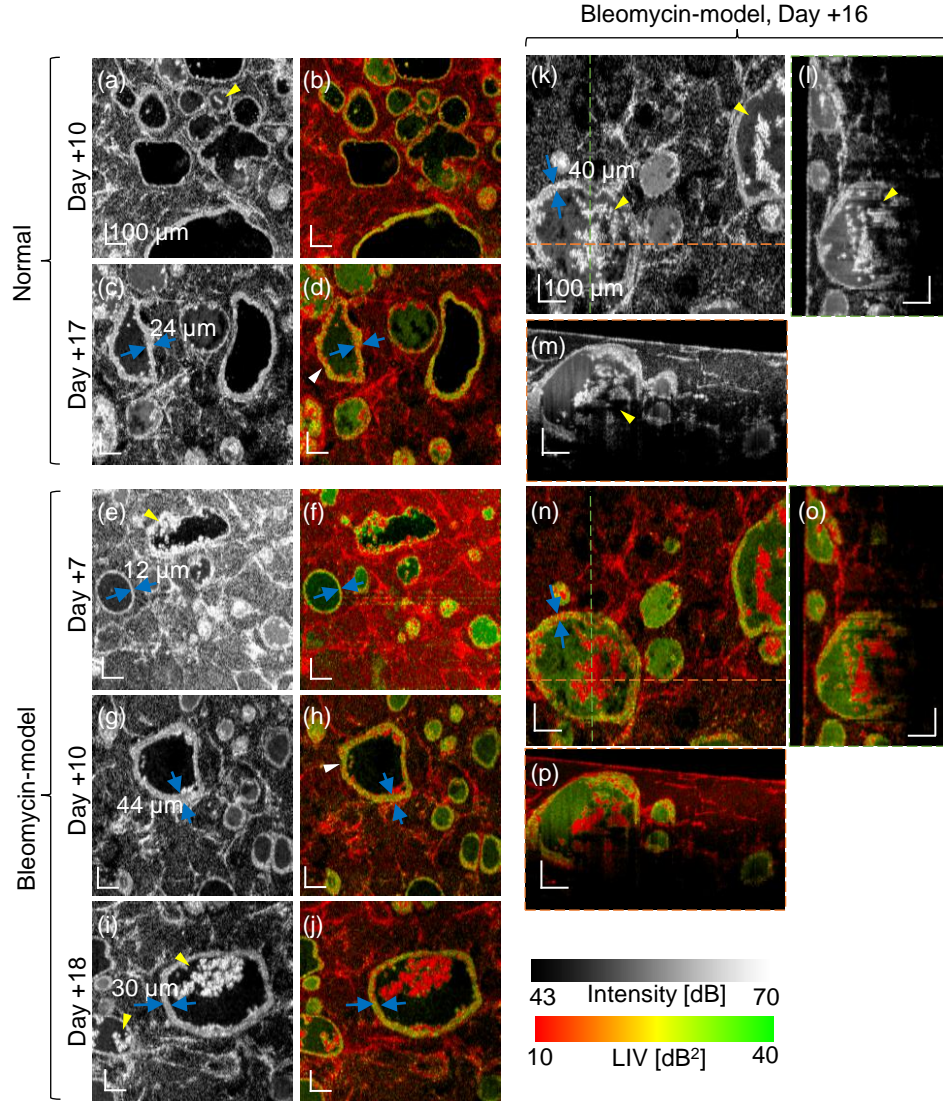 Bleomycin-model, Day +16
Normal
Day +10
(a)
100 µm
(b)
Day +17
(c)
24 µm
(d)
Bleomycin-model
Day +7
(e)
12 µm
(f)
Day +10
(g)
44 µm
(h)
Day +18
(i)
30 µm
(j)
(k)
40 µm
100 µm
(l)
(m)
(n)
(o)
(p)
43 Intensity [dB] 70
10 LIV [dB²] 40